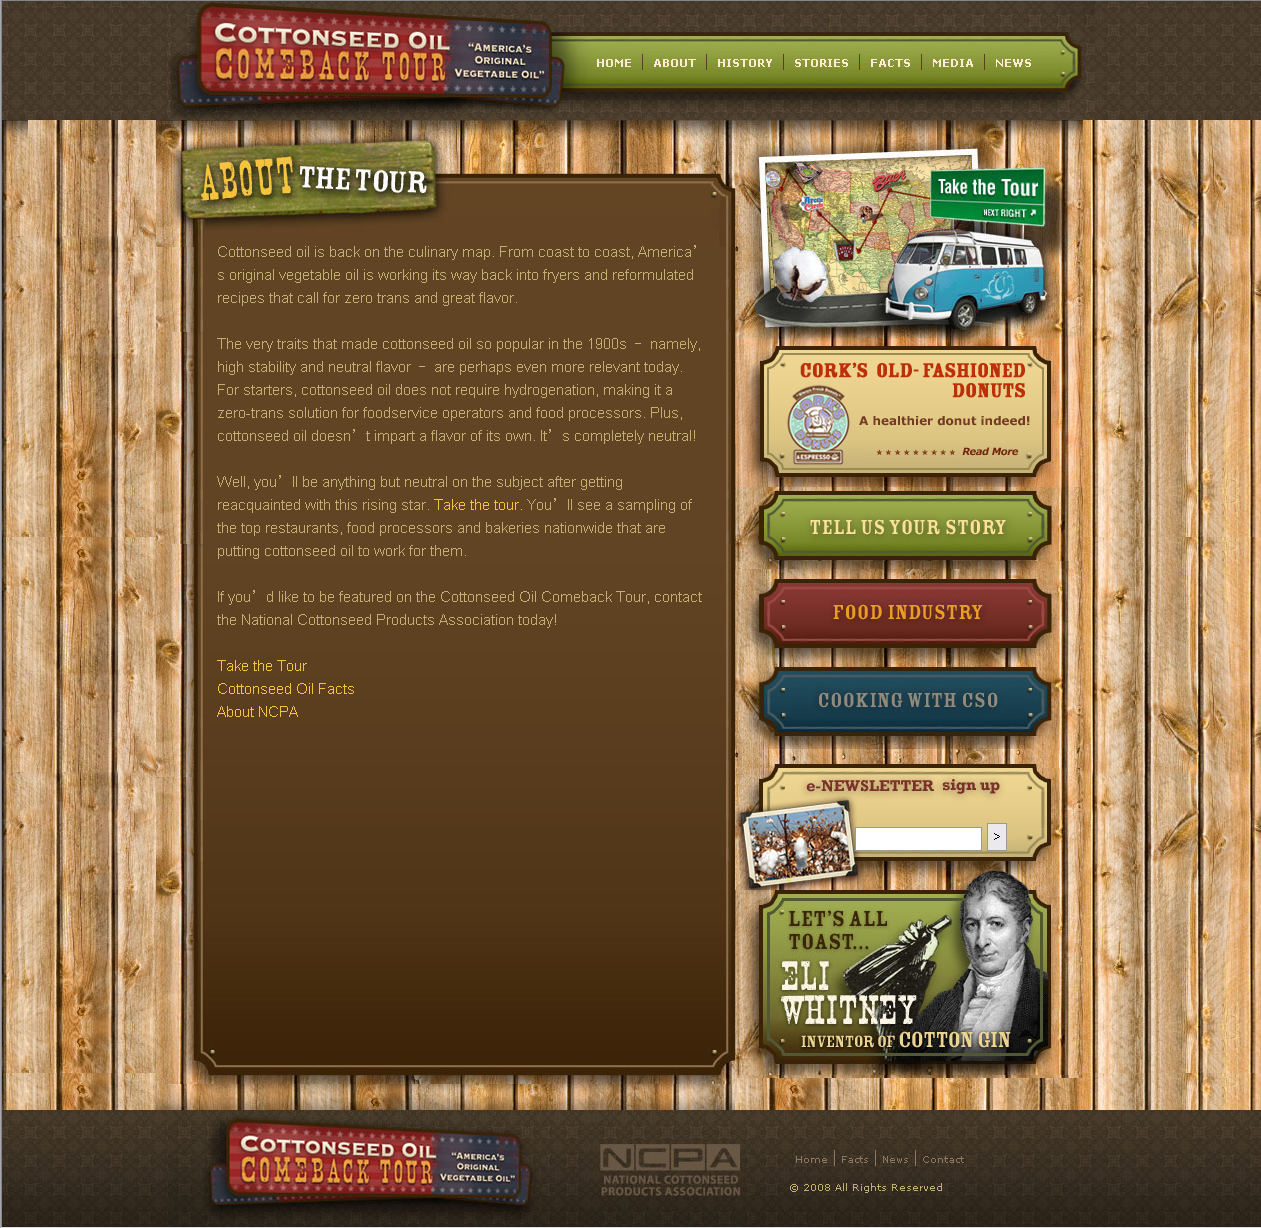 COTTONSEED OIL
COMEBACK TOUR
"AMERICA'S
ORIGINAL
VEGETABLE OIL"
HOME | ABOUT | HISTORY | STORIES | FACTS | MEDIA | NEWS
ABOUT THE TOUR
Cottonseed oil is back on the culinary map. From coast to coast, America’
s original vegetable oil is working its way back into fryers and reformulated
recipes that call for zero trans and great flavor.
The very traits that made cottonseed oil so popular in the 1900s – namely,
high stability and neutral flavor – are perhaps even more relevant today.
For starters, cottonseed oil does not require hydrogenation, making it a
zero-trans solution for foodservice operators and food processors. Plus,
cottonseed oil doesn’t impart a flavor of its own. It’s completely neutral!
Well, you’ll be anything but neutral on the subject after getting
reacquainted with this rising star. Take the tour. You’ll see a sampling of
the top restaurants, food processors and bakeries nationwide that are
putting cottonseed oil to work for them.
If you’d like to be featured on the Cottonseed Oil Comeback Tour, contact
the National Cottonseed Products Association today!
Take the Tour
Cottonseed Oil Facts
About NCPA
Take the Tour
NEXT RIGHT
CORK'S OLD-FASHIONED
DONUTS
CORK'S
DONUTS
& ESPRESSO
A healthier donut indeed!
Read More
TELL US YOUR STORY
FOOD INDUSTRY
COOKING WITH CSO
e-NEWSLETTER sign up
>
LET'S ALL
TOAST...
ELI
WHITNEY
INVENTOR OF COTTON GIN
COTTONSEED OIL
COMEBACK TOUR
"AMERICA'S
ORIGINAL
VEGETABLE OIL"
NCPA
NATIONAL COTTONSEED
PRODUCTS ASSOCIATION
Home | Facts | News | Contact
© 2008 All Rights Reserved